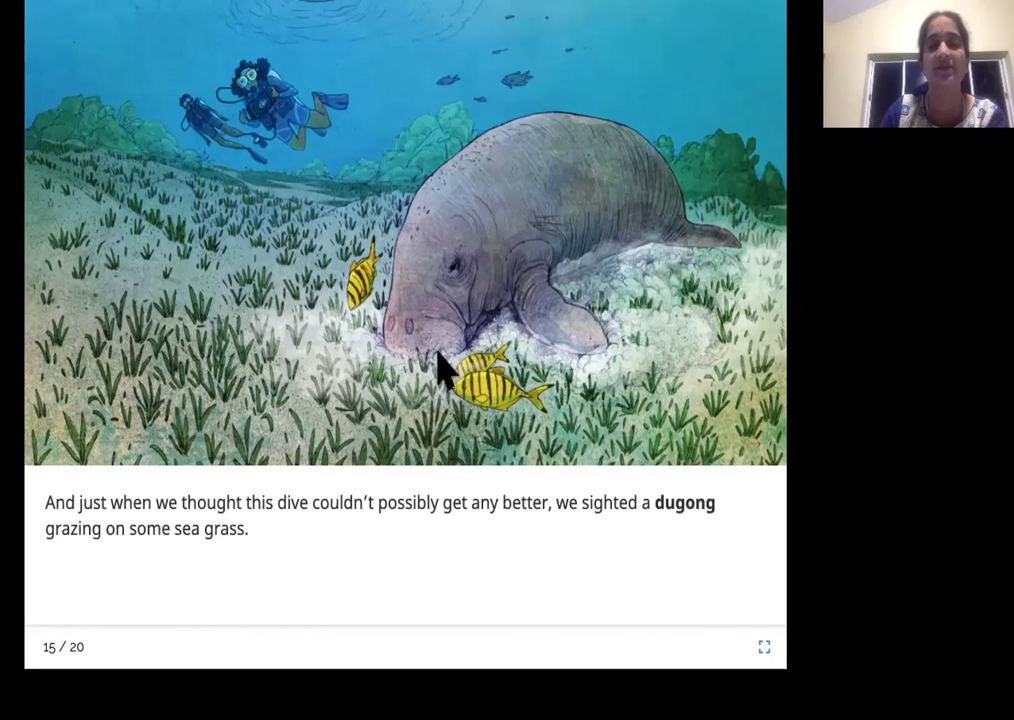 And just when we thought this dive couldn’t possibly get any better, we sighted a dugong
grazing on some sea grass.
15 / 20